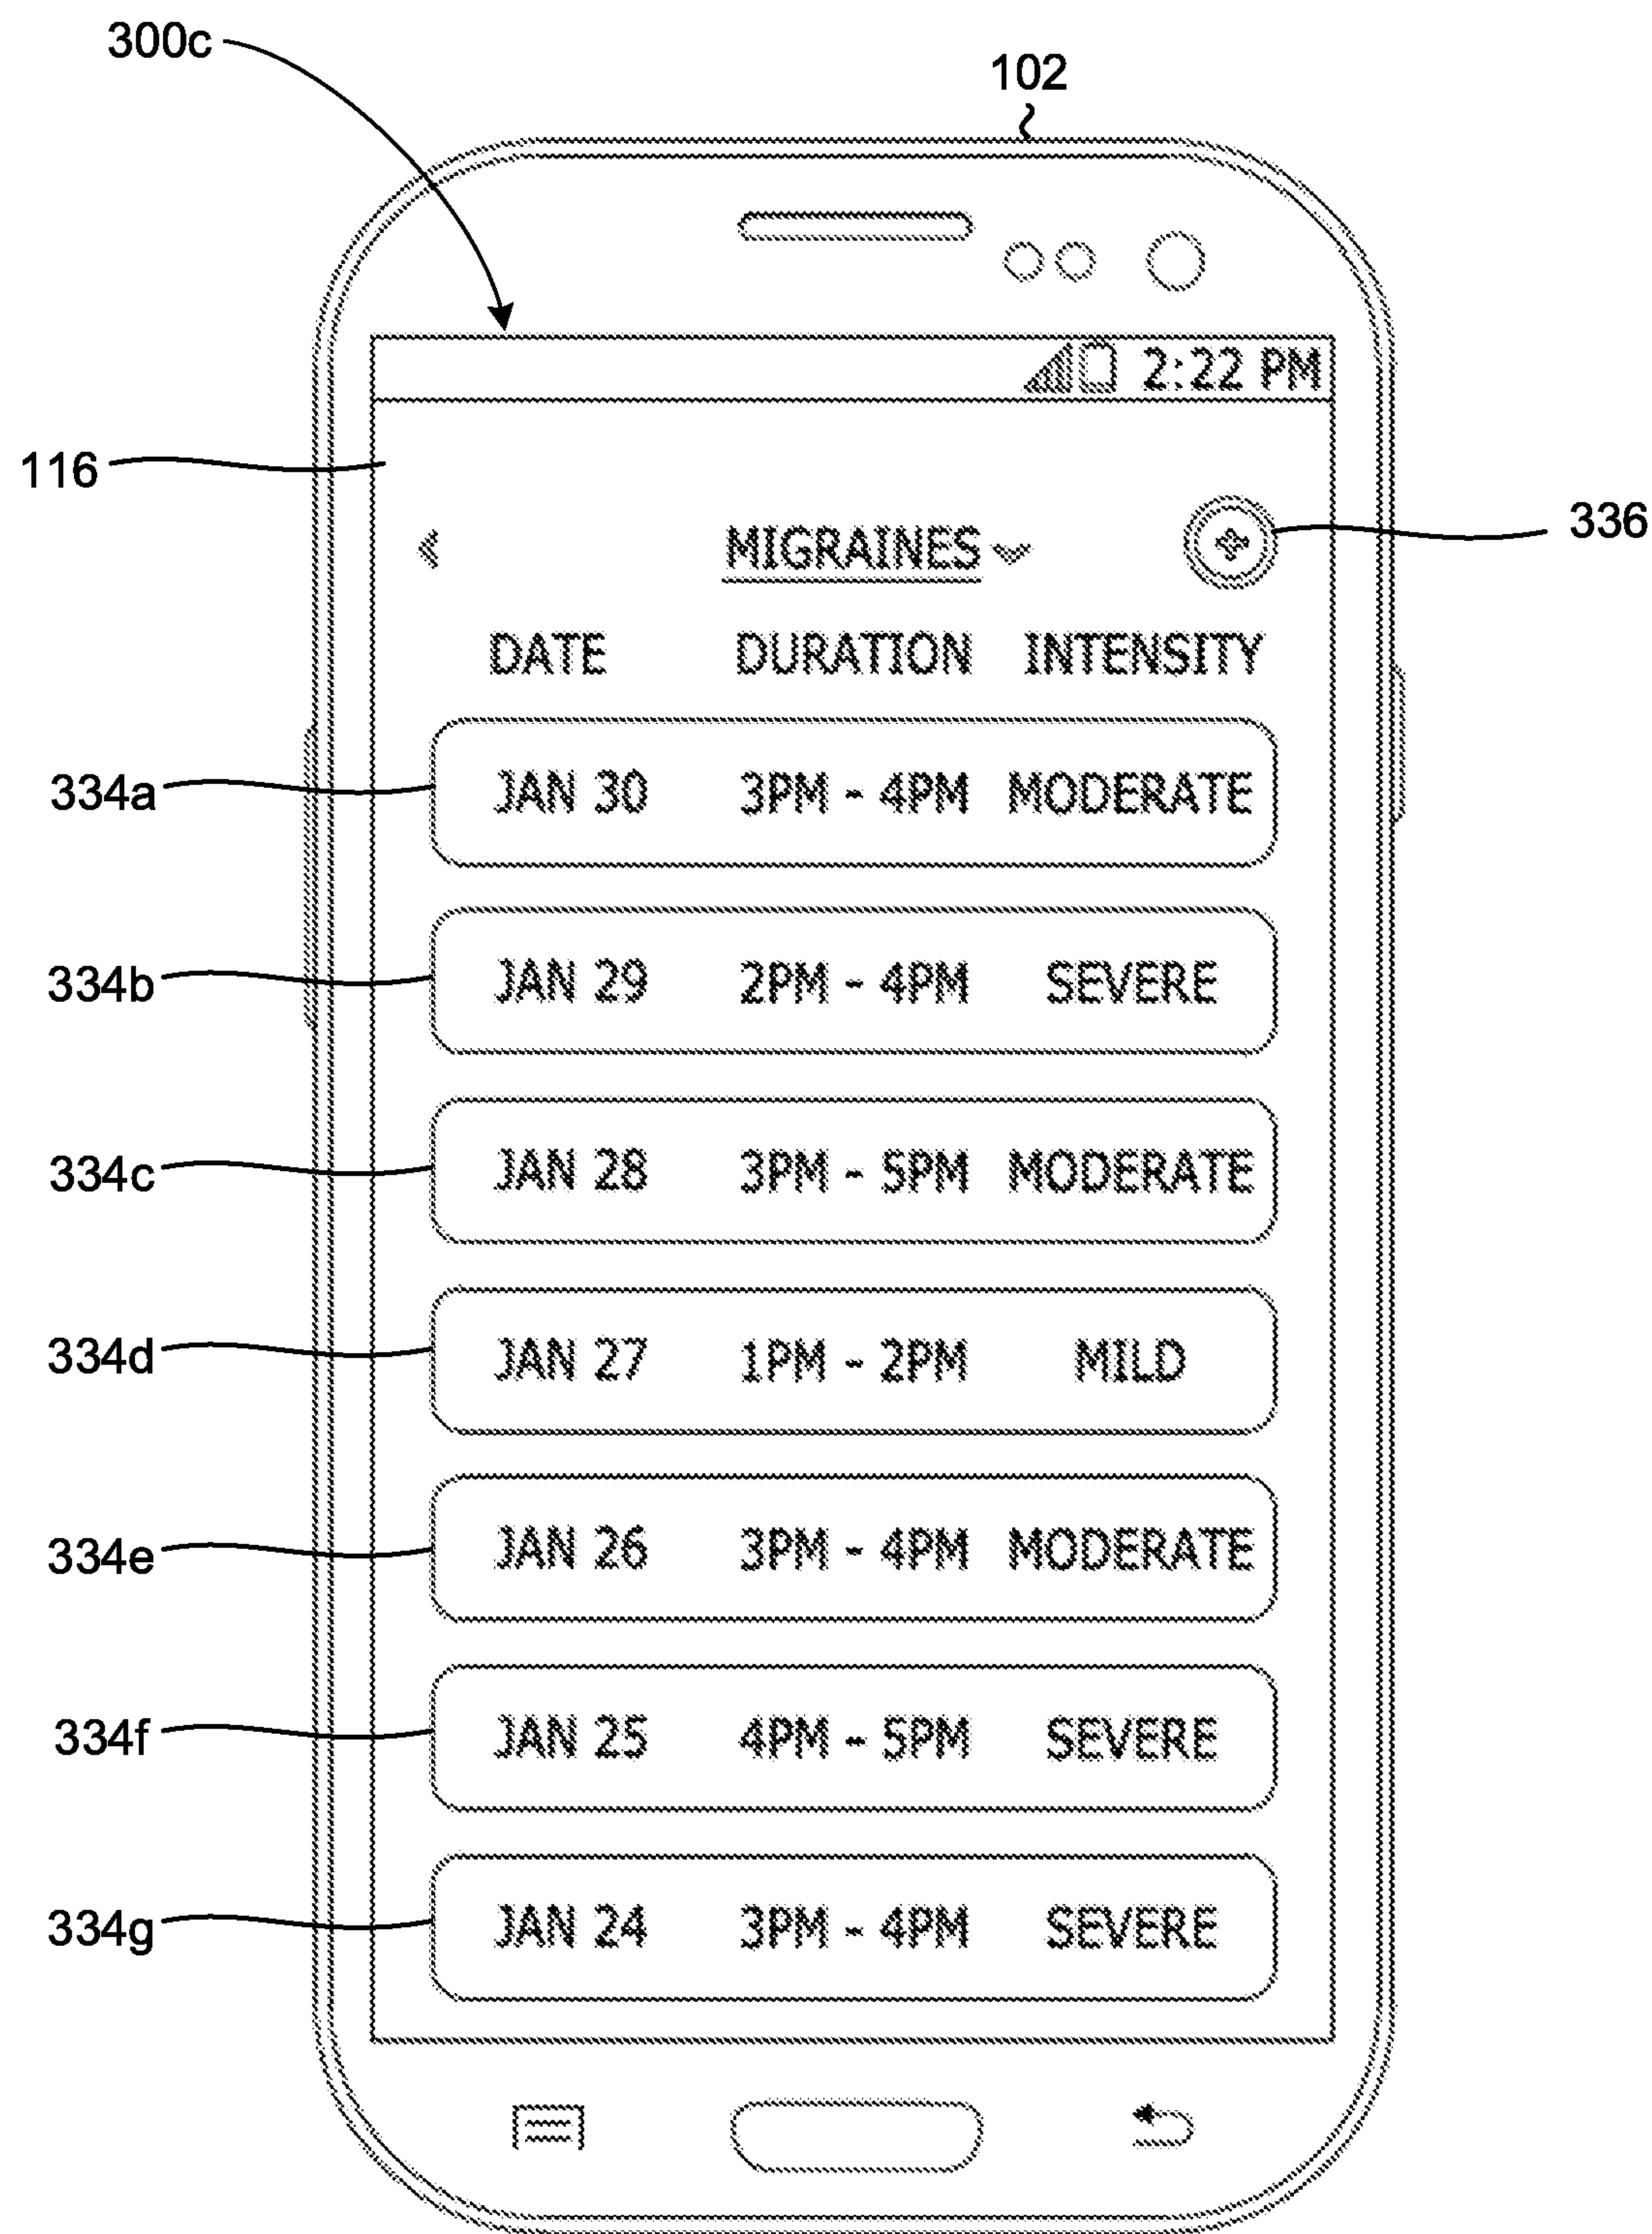 300c
102
2:22 PM
116
MIGRAINES
336
DATE DURATION INTENSITY
334a JAN 30 3PM - 4PM MODERATE
334b JAN 29 2PM - 4PM SEVERE
334c JAN 28 3PM - 5PM MODERATE
334d JAN 27 1PM - 2PM MILD
334e JAN 26 3PM - 4PM MODERATE
334f JAN 25 4PM - 5PM SEVERE
334g JAN 24 3PM - 4PM SEVERE